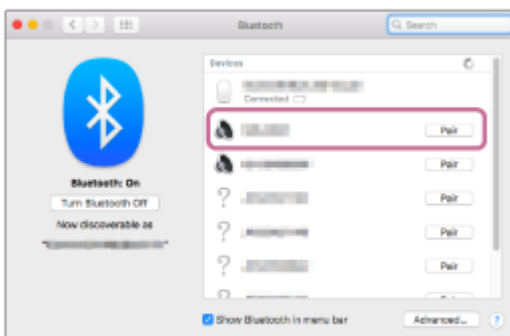 Bluetooth
Search
Devices
Connected
Pair
Pair
Pair
Pair
Pair
Bluetooth: On
Turn Bluetooth Off
Now discoverable as
Show Bluetooth in menu bar
Advanced...
?